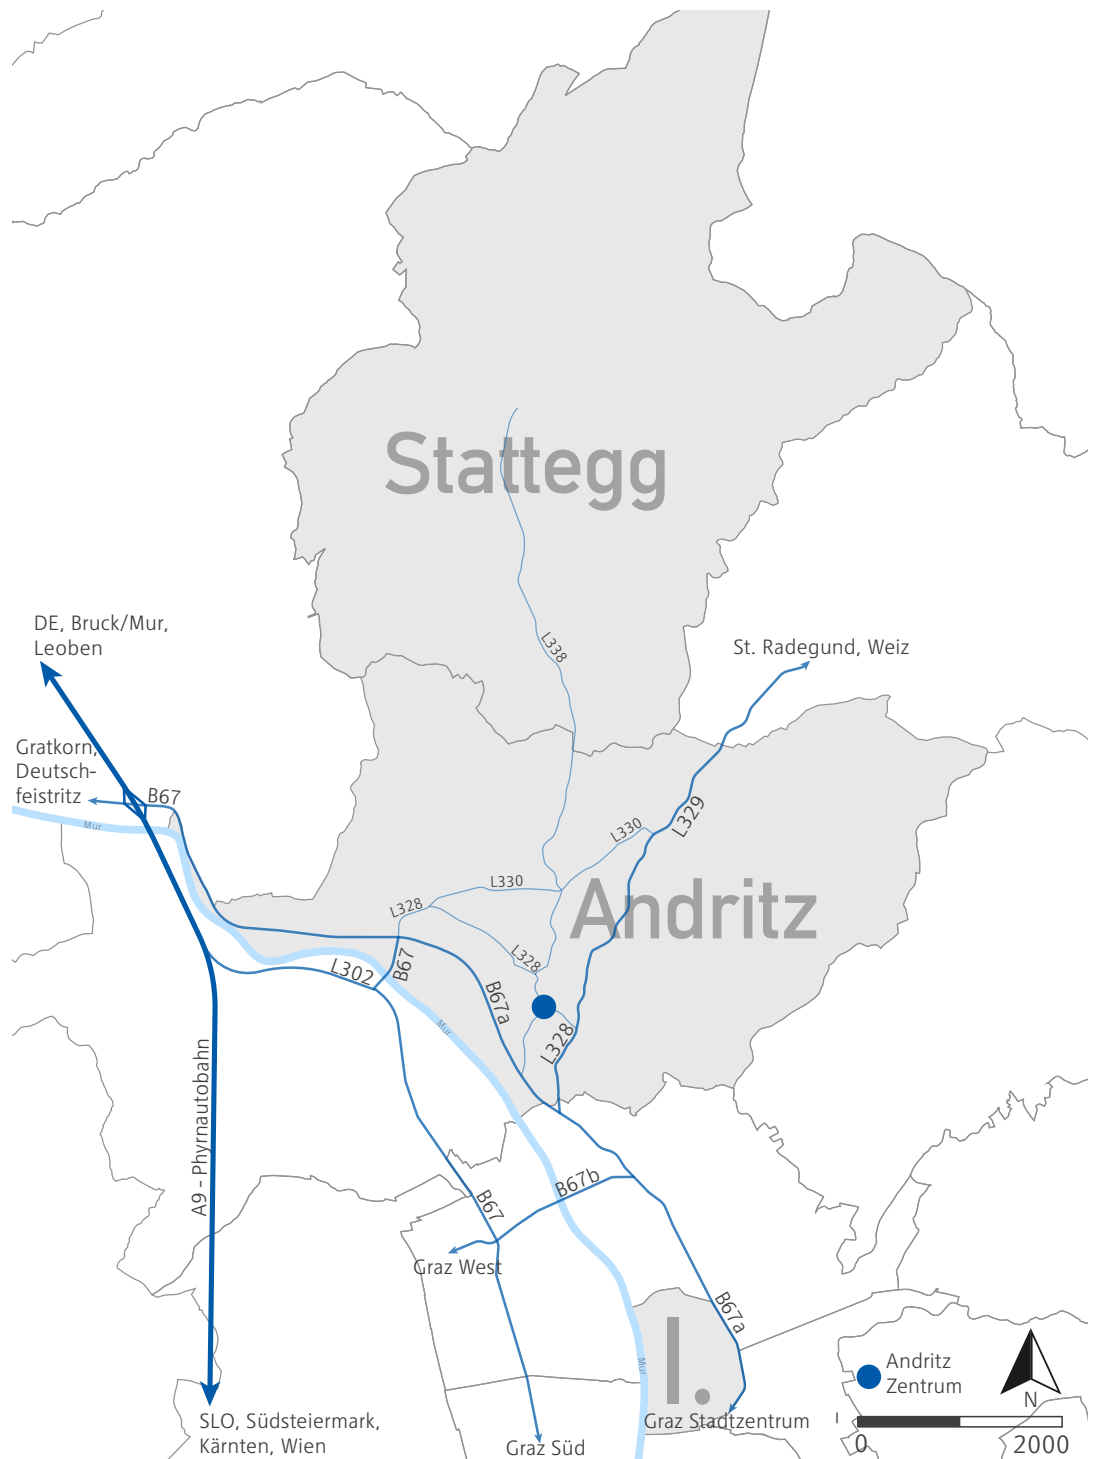 Stattegg
L338
DE, Bruck/Mur,
Leoben
St. Radegund, Weiz
Gratkorn,
Deutsch-
feistritz
B67
Mur
L329
L330
L330
L328
Andritz
L328
B67
L302
B67a
Mur
L328
A9 - Phyrnautobahn
B67b
B67
Graz West
B67a
I.
Mur
Andritz
Zentrum
N
SLO, Südsteiermark,
Kärnten, Wien
Graz Stadtzentrum
Graz Süd
0
2000